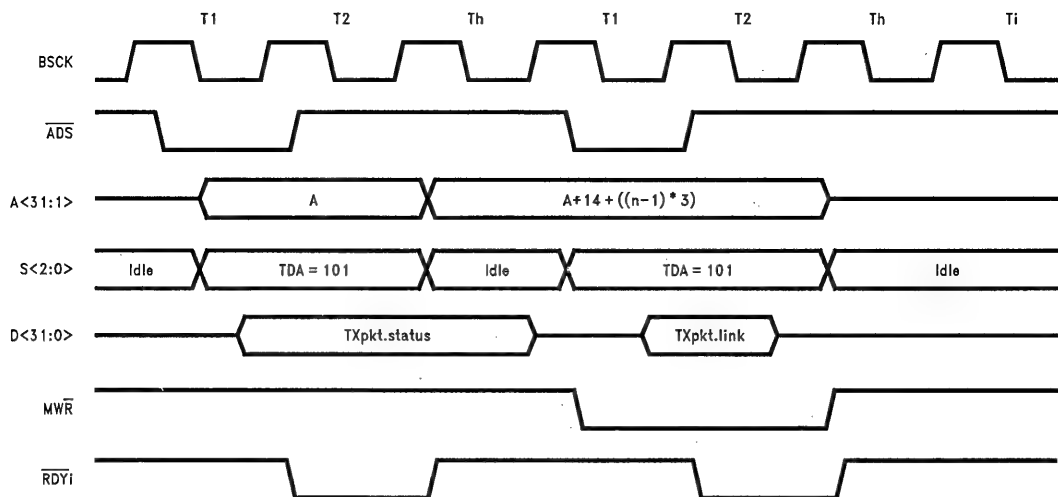 T1 T2 Th T1 T2 Th Ti
BSCK
ADS
A<31:1> A A+14+((n-1)*3)
S<2:0> Idle TDA = 101 Idle TDA = 101 Idle
D<31:0> TXpkt.status TXpkt.link
MWR
RDYi